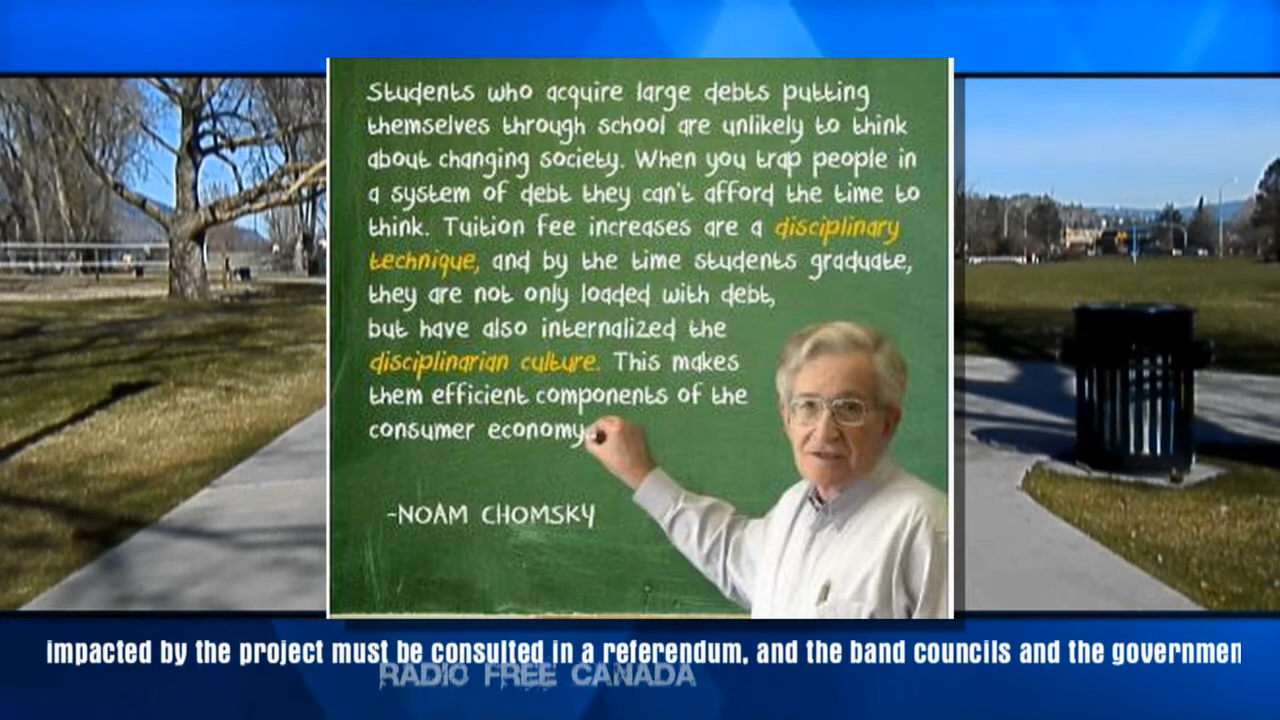 Students who acquire large debts putting
themselves through school are unlikely to think
about changing society. When you trap people in
a system of debt they can't afford the time to
think. Tuition fee increases are a disciplinary
technique, and by the time students graduate,
they are not only loaded with debt,
but have also internalized the
disciplinarian culture. This makes
them efficient components of the
consumer economy.
-NOAM CHOMSKY
impacted by the project must be consulted in a referendum, and the band councils and the governmen
RADIO FREE CANADA